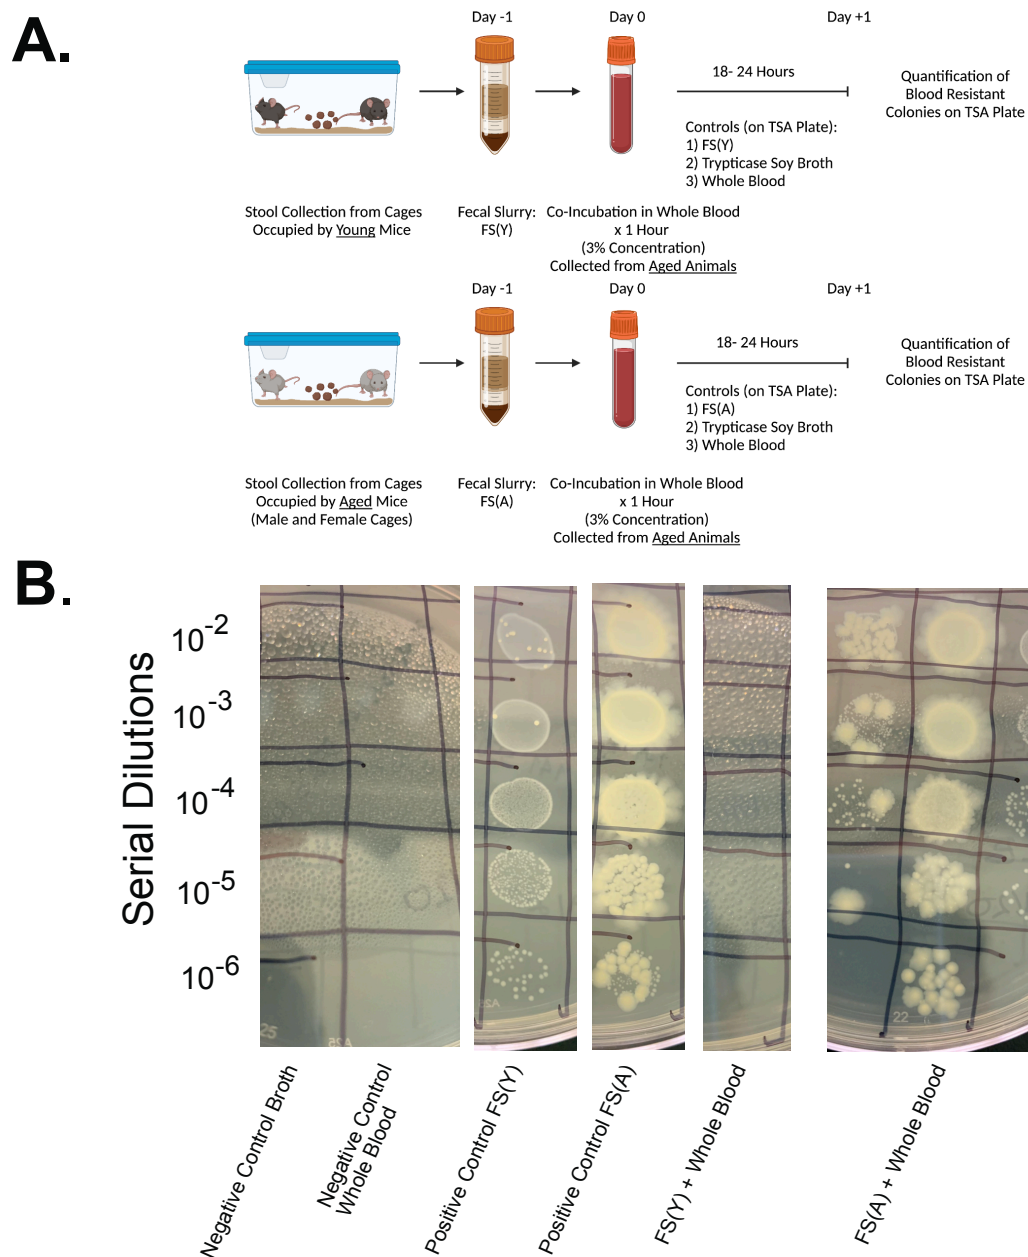 A.
Day -1
Day 0
Day +1
18- 24 Hours
Controls (on TSA Plate):
1) FS(Y)
2) Trypticase Soy Broth
3) Whole Blood
Quantification of
Blood Resistant
Colonies on TSA Plate
Stool Collection from Cages
Occupied by Young Mice
Fecal Slurry:
FS(Y)
Co-Incubation in Whole Blood
x 1 Hour
(3% Concentration)
Collected from Aged Animals
Day -1
Day 0
Day +1
18- 24 Hours
Controls (on TSA Plate):
1) FS(A)
2) Trypticase Soy Broth
3) Whole Blood
Quantification of
Blood Resistant
Colonies on TSA Plate
Stool Collection from Cages
Occupied by Aged Mice
(Male and Female Cages)
Fecal Slurry:
FS(A)
Co-Incubation in Whole Blood
x 1 Hour
(3% Concentration)
Collected from Aged Animals
B.
Serial Dilutions
10-2
10-3
10-4
10-5
10-6
25
22
Negative Control Broth
Negative Control
Whole Blood
Positive Control FS(Y)
Positive Control FS(A)
FS(Y) + Whole Blood
FS(A) + Whole Blood